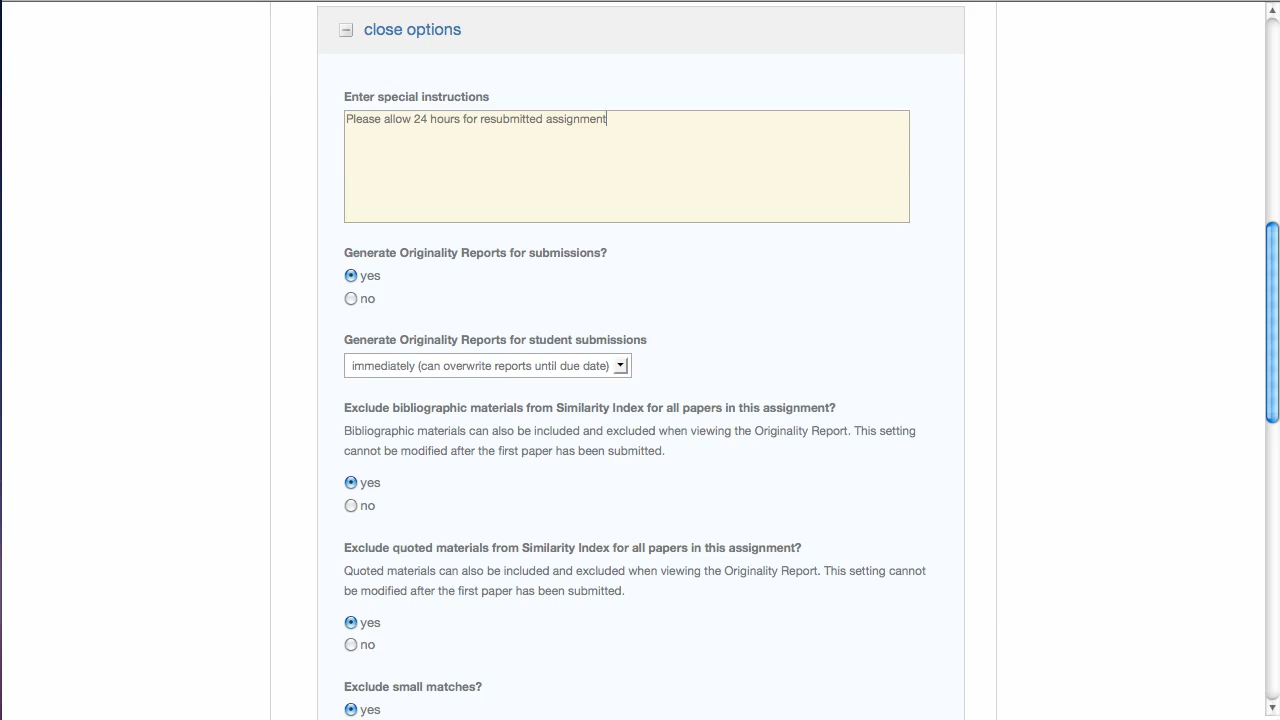 close options
Enter special instructions
Please allow 24 hours for resubmitted assignment
Generate Originality Reports for submissions?
yes
no
Generate Originality Reports for student submissions
immediately (can overwrite reports until due date)
Exclude bibliographic materials from Similarity Index for all papers in this assignment?
Bibliographic materials can also be included and excluded when viewing the Originality Report. This setting
cannot be modified after the first paper has been submitted.
yes
no
Exclude quoted materials from Similarity Index for all papers in this assignment?
Quoted materials can also be included and excluded when viewing the Originality Report. This setting cannot
be modified after the first paper has been submitted.
yes
no
Exclude small matches?
yes